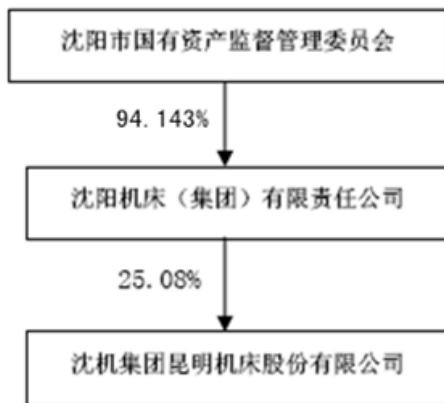 沈阳市国有资产监督管理委员会
94.143%
沈阳机床（集团）有限责任公司
25.08%
沈机集团昆明机床股份有限公司